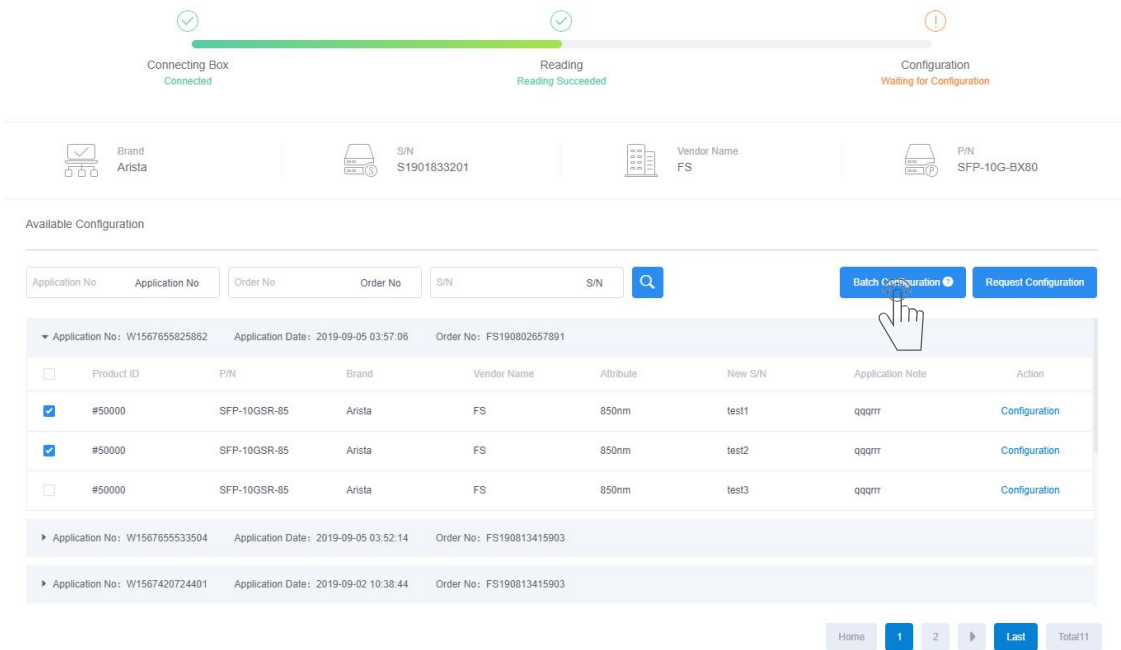 Connecting Box Reading Configuration
Connected Reading Succeeded Waiting for Configuration
Brand S/N Vendor Name P/N
Arista S1901833201 FS SFP-10G-BX80
Available Configuration
Application No Application No Order No Order No S/N S/N Batch Configuration ? Request Configuration
Application No: W1567655825862 Application Date: 2019-09-05 03:57:06 Order No: FS190802657891
Product ID P/N Brand Vendor Name Attribute New S/N Application Note Action
#50000 SFP-10GSR-85 Arista FS 850nm test1 qqqrrr Configuration
#50000 SFP-10GSR-85 Arista FS 850nm test2 qqqrrr Configuration
#50000 SFP-10GSR-85 Arista FS 850nm test3 qqqrrr Configuration
Application No: W1567655533504 Application Date: 2019-09-05 03:52:14 Order No: FS190813415903
Application No: W1567420724401 Application Date: 2019-09-02 10:38:44 Order No: FS190813415903
Home 1 2 Last Total11